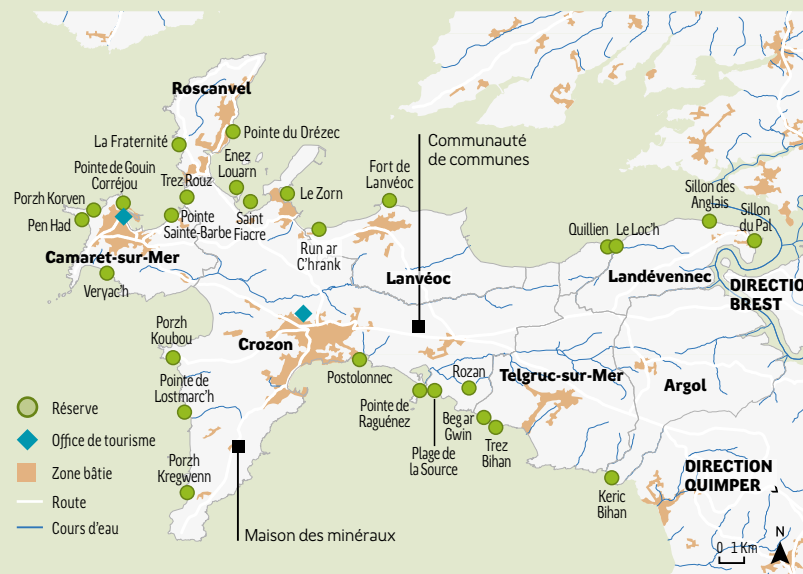 Roscanvel
La Fraternité
Pointe du Drézec
Communauté
de communes
Pointe de Gouin
Corréjou
Trez Rouz
Enez
Louarn
Fort de
Lanvéoc
Porzh Korven
Pen Had
Le Zorn
Sillon des
Anglais
Sillon
du Pal
Pointe
Sainte-Barbe
Saint
Fiacre
Run ar
C'hrank
Quillien
Le Loc'h
Camaret-sur-Mer
Veryac'h
Lanvéoc
Landévennec
DIRECTIO
BREST
Porzh
Koubou
Crozon
Postolonnec
Rozan
Telgruc-sur-Mer
Argol
Pointe de
Lostmarc'h
Pointe de
Raguénez
Plage de
la Source
Beg ar
Gwin
Trez
Bihan
Porzh
Kregwenn
Maison des minéraux
Keric
Bihan
DIRECTION
QUIMPER
Réserve
Office de tourisme
Zone bâtie
Route
Cours d'eau
0 1 Km
N